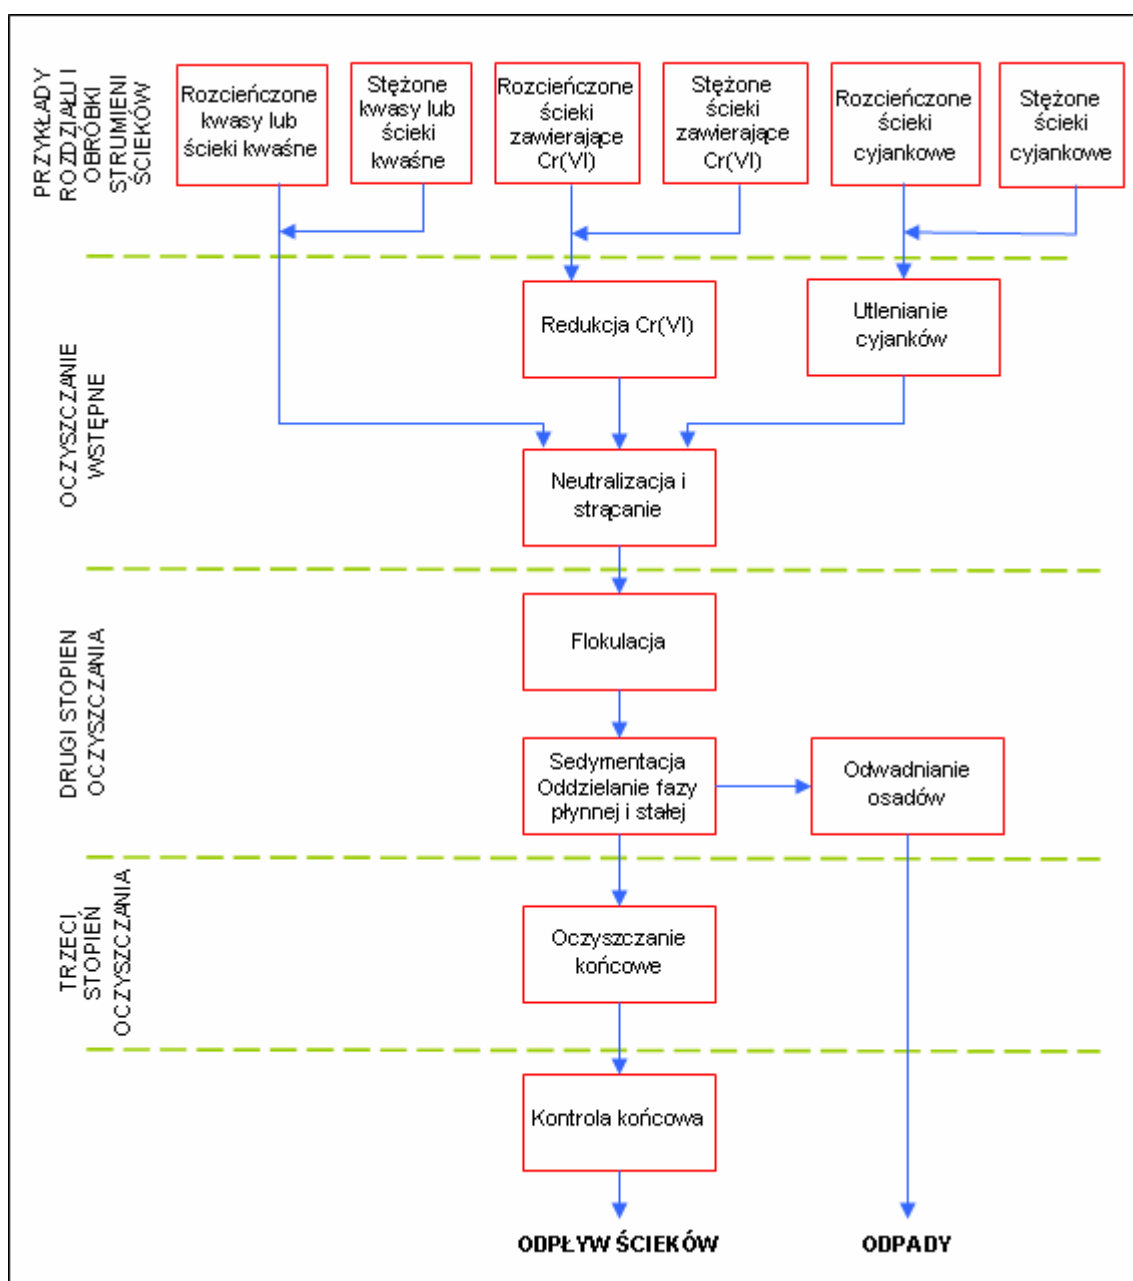 PRZYKŁADY
ROZDZIAŁU I
OBRÓBKI
STRUMIENI
ŚCIEKÓW
Rozcieńczone
kwasy lub
ścieki kwaśne
Stężone
kwasy lub
ścieki
kwaśne
Rozcieńczone
ścieki
zawierające
Cr(VI)
Stężone
ścieki
zawierające
Cr(VI)
Rozcieńczone
ścieki
cyjankowe
Stężone
ścieki
cyjankowe
OCZYSZCZANIE
WSTĘPNE
Redukcja Cr(VI)
Utlenianie
cyjanków
Neutralizacja i
strącanie
DRUGI STOPIEN
OCZYSZCZANIA
Flokulacja
Sedymentacja
Oddzielanie fazy
płynnej i stałej
Odwadnianie
osadów
TRZECI
STOPIEŃ
OCZYSZCZANIA
Oczyszczanie
końcowe
Kontrola końcowa
ODPŁYW ŚCIEKÓW
ODPADY